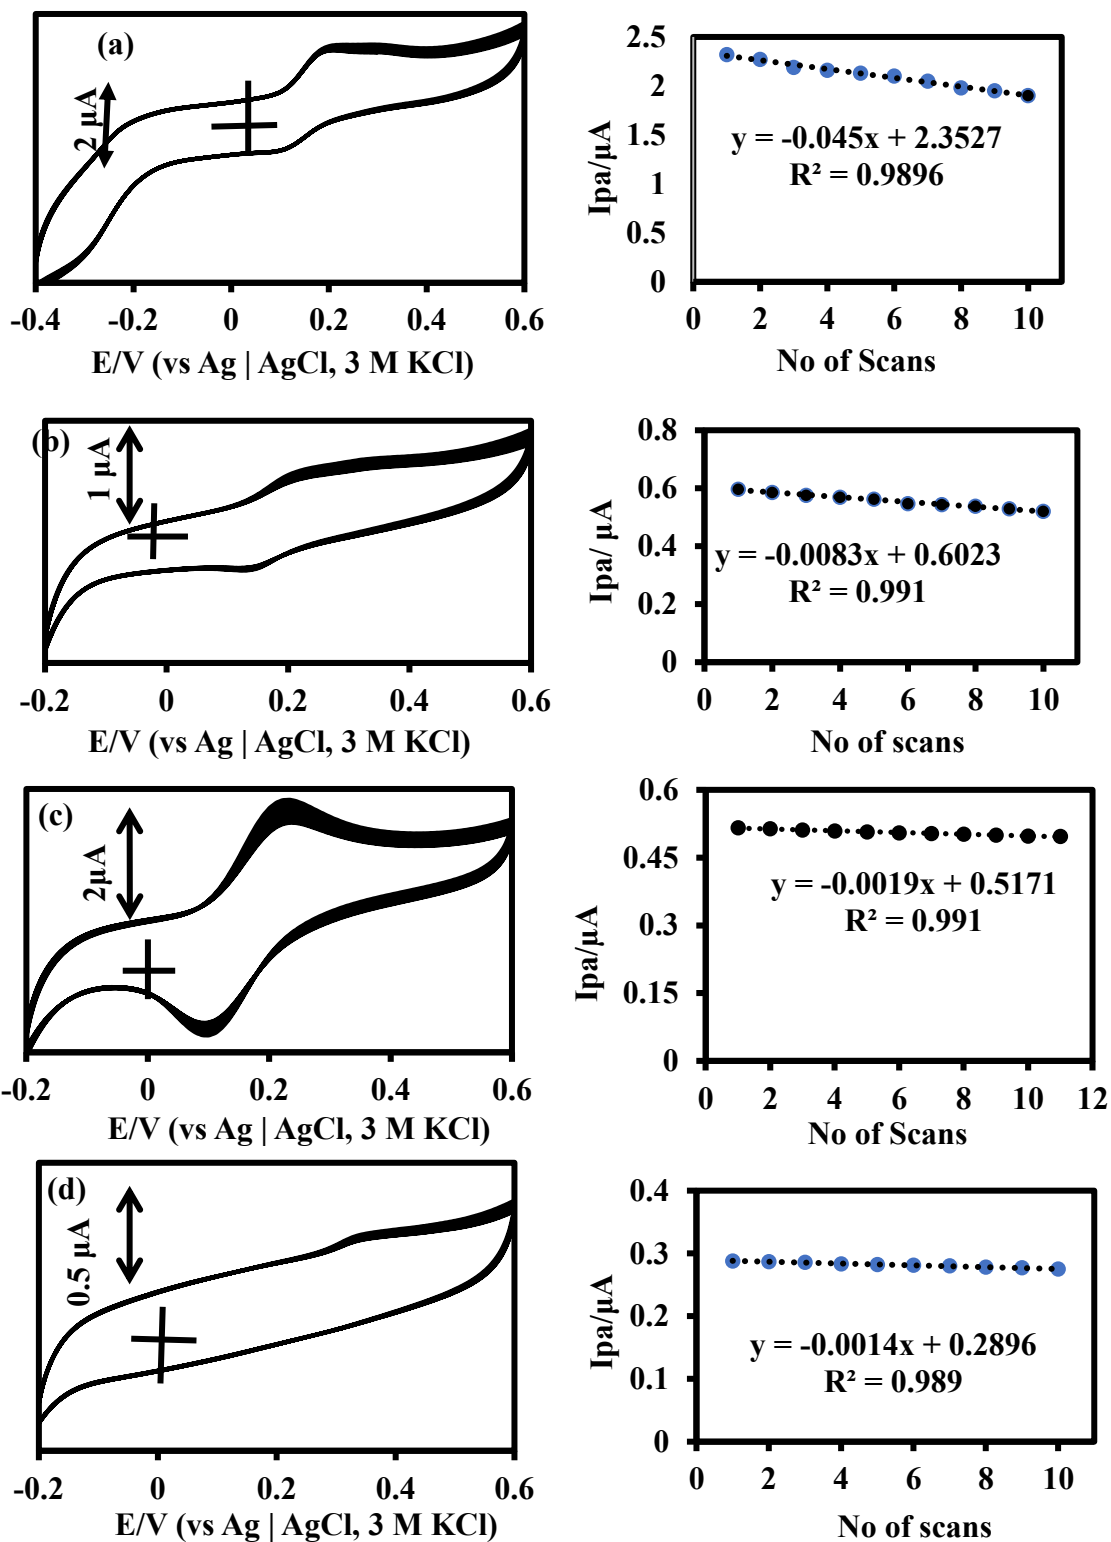 (a)
2 µA
-0.4 -0.2 0 0.2 0.4 0.6
E/V (vs Ag | AgCl, 3 M KCl)
2.5
2
1.5
1
0.5
0
Ipa/µA
y = -0.045x + 2.3527
R² = 0.9896
0 2 4 6 8 10
No of Scans
(b)
1 µA
-0.2 0 0.2 0.4 0.6
E/V (vs Ag | AgCl, 3 M KCl)
0.8
0.6
0.4
0.2
0
Ipa/ µA
y = -0.0083x + 0.6023
R² = 0.991
0 2 4 6 8 10
No of scans
(c)
2µA
-0.2 0 0.2 0.4 0.6
E/V (vs Ag | AgCl, 3 M KCl)
0.6
0.45
0.3
0.15
0
Ipa/µA
y = -0.0019x + 0.5171
R² = 0.991
0 2 4 6 8 10 12
No of Scans
(d)
0.5 µA
-0.2 0 0.2 0.4 0.6
E/V (vs Ag | AgCl, 3 M KCl)
0.4
0.3
0.2
0.1
0
Ipa/µA
y = -0.0014x + 0.2896
R² = 0.989
0 2 4 6 8 10
No of scans